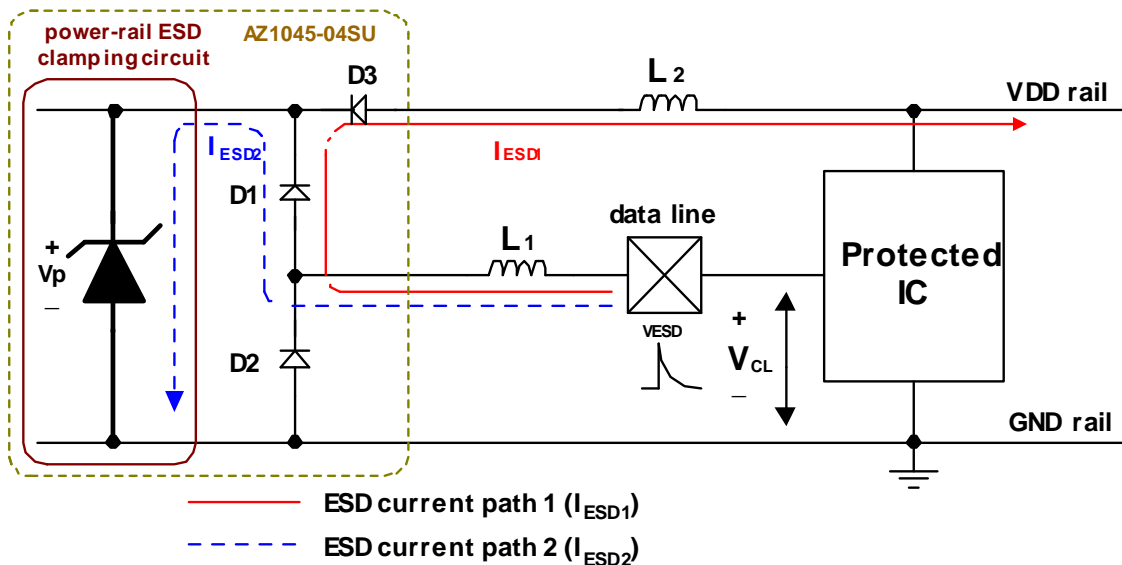 power-rail ESD
clamping circuit
AZ1045-04SU
D3
L2
VDD rail
IESD2
IESD1
D1
data line
L1
+
Vp
_
Protected
IC
VESD
+
VCL
_
D2
GND rail
ESD current path 1 (IESD1)
ESD current path 2 (IESD2)